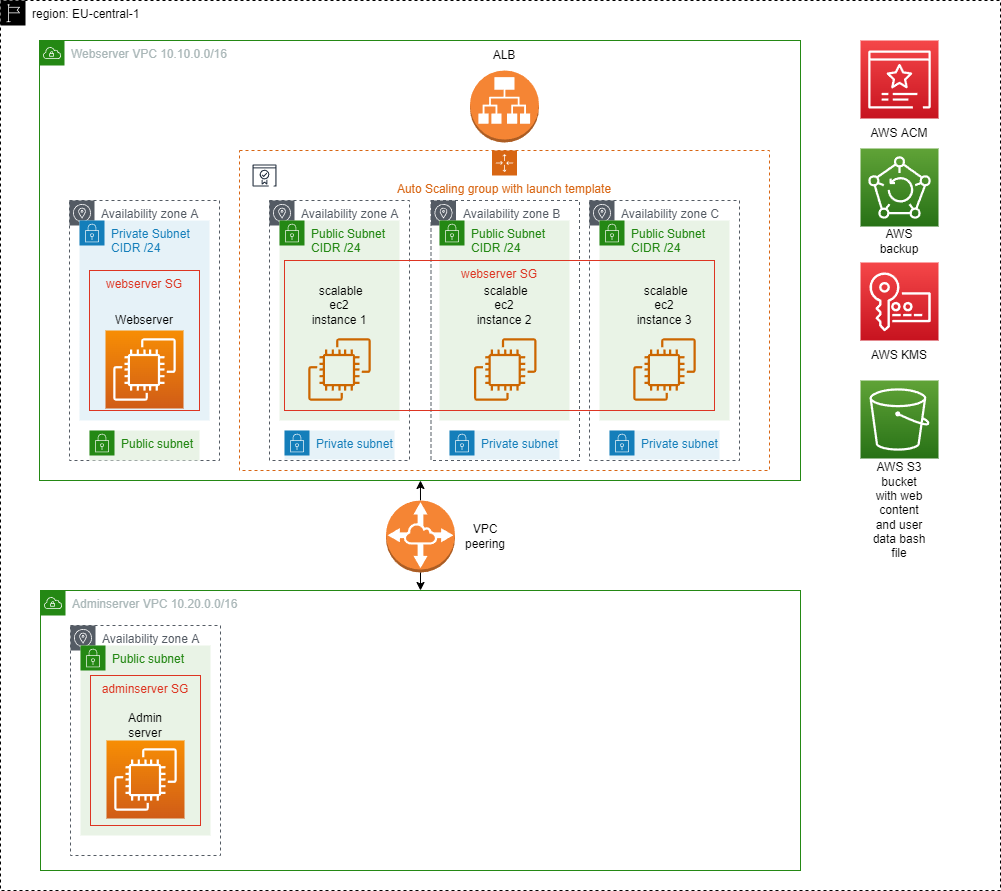 region: EU-central-1
Webserver VPC 10.10.0.0/16
ALB
Auto Scaling group with launch template
Availability zone A
Private Subnet
CIDR /24
webserver SG
Webserver
Public subnet
Availability zone A
Public Subnet
CIDR /24
Availability zone B
Public Subnet
CIDR /24
Availability zone C
Public Subnet
CIDR /24
webserver SG
scalable
ec2
instance 1
scalable
ec2
instance 2
scalable
ec2
instance 3
Private subnet
Private subnet
Private subnet
VPC
peering
Adminserver VPC 10.20.0.0/16
Availability zone A
Public subnet
adminserver SG
Admin
server
AWS ACM
AWS
backup
AWS KMS
AWS S3
bucket
with web
content
and user
data bash
file